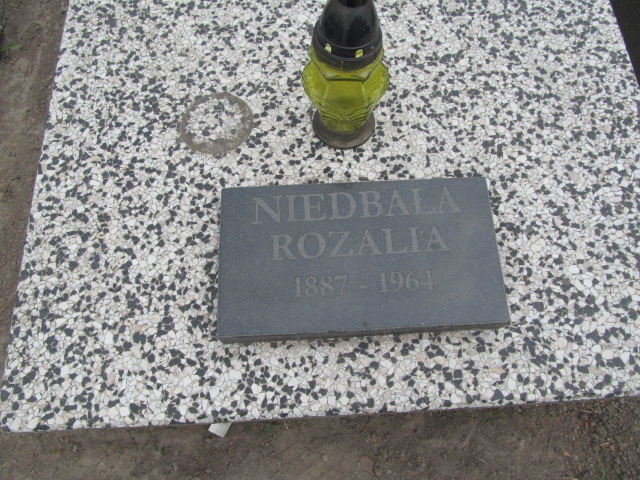 NIEDBAŁA
ROZALIA
1887 - 1964